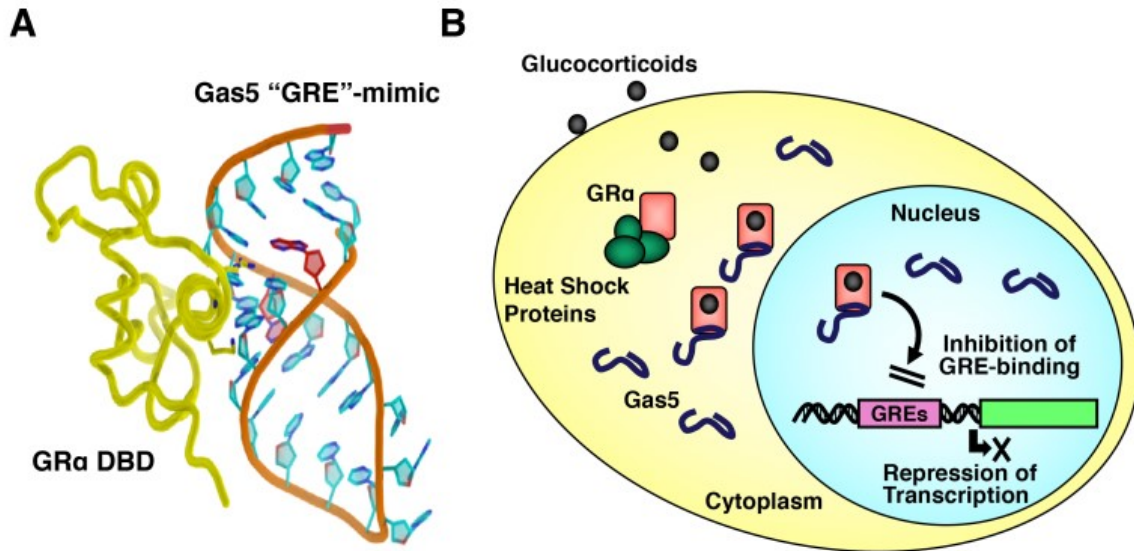 A
Gas5 “GRE”-mimic
GRα DBD
B
Glucocorticoids
GRα
Heat Shock
Proteins
Gas5
Cytoplasm
Nucleus
Inhibition of
GRE-binding
GREs
X
Repression of
Transcription